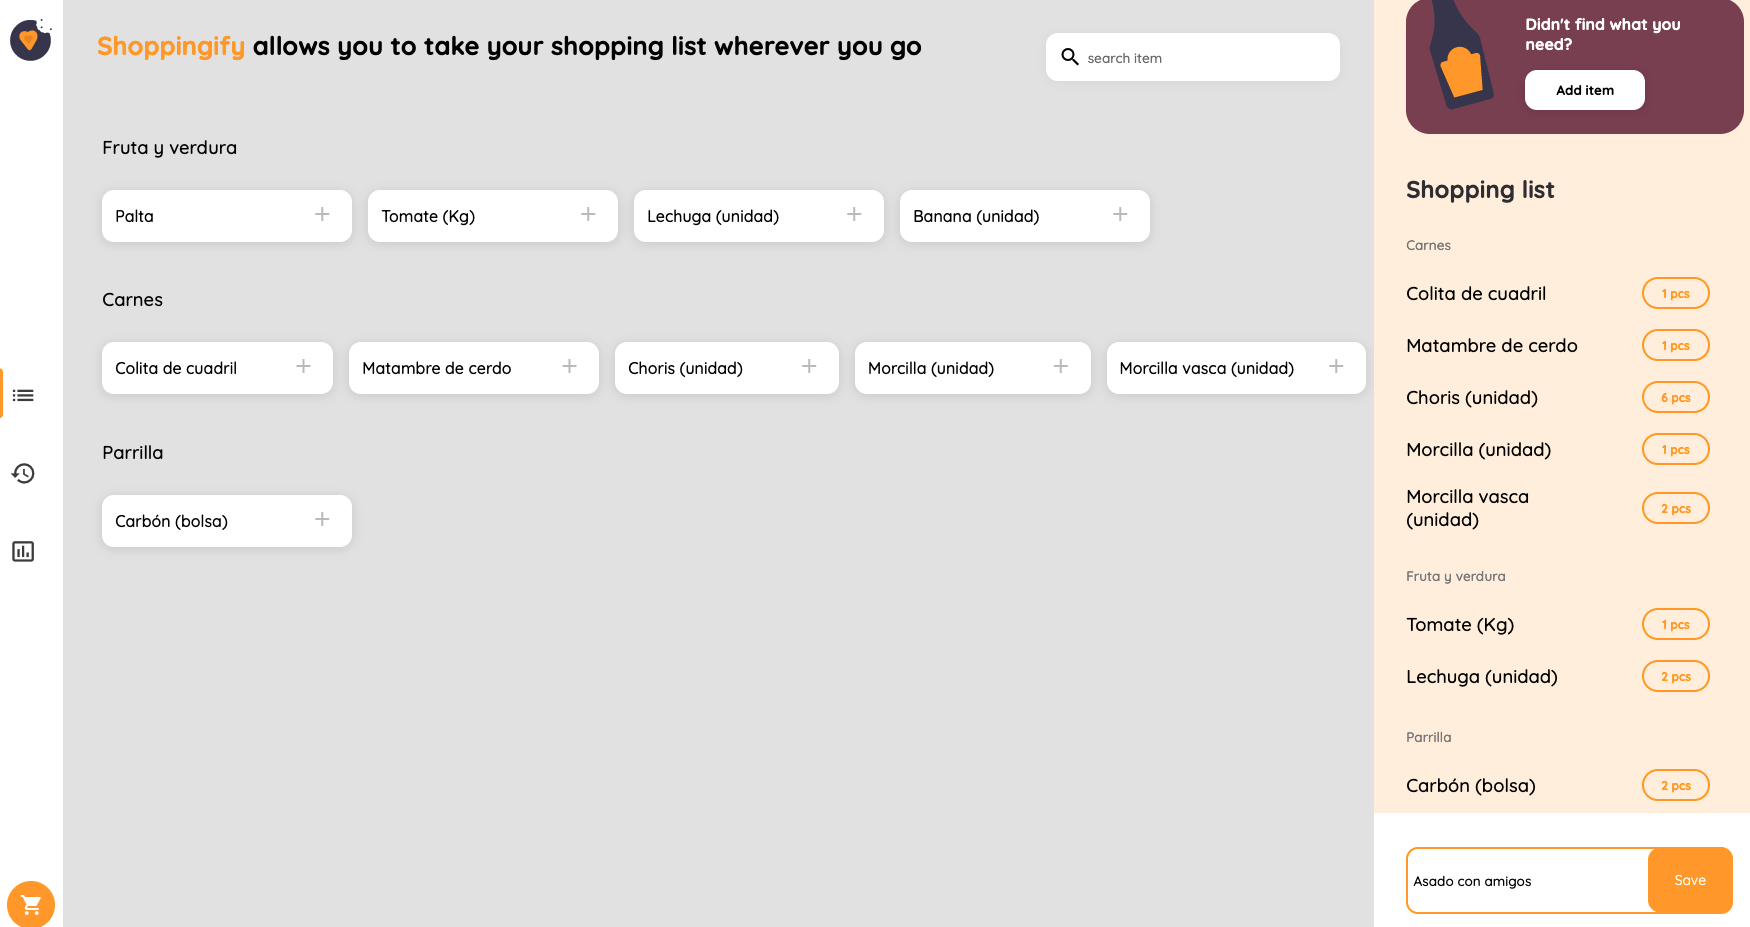 Shoppingify allows you to take your shopping list wherever you go
search item
Fruta y verdura
Palta
Tomate (Kg)
Lechuga (unidad)
Banana (unidad)
Carnes
Colita de cuadril
Matambre de cerdo
Choris (unidad)
Morcilla (unidad)
Morcilla vasca (unidad)
Parrilla
Carbón (bolsa)
Didn't find what you
need?
Add item
Shopping list
Carnes
Colita de cuadril 1 pcs
Matambre de cerdo 1 pcs
Choris (unidad) 6 pcs
Morcilla (unidad) 1 pcs
Morcilla vasca
(unidad) 2 pcs
Fruta y verdura
Tomate (Kg) 1 pcs
Lechuga (unidad) 2 pcs
Parrilla
Carbón (bolsa) 2 pcs
Asado con amigos Save